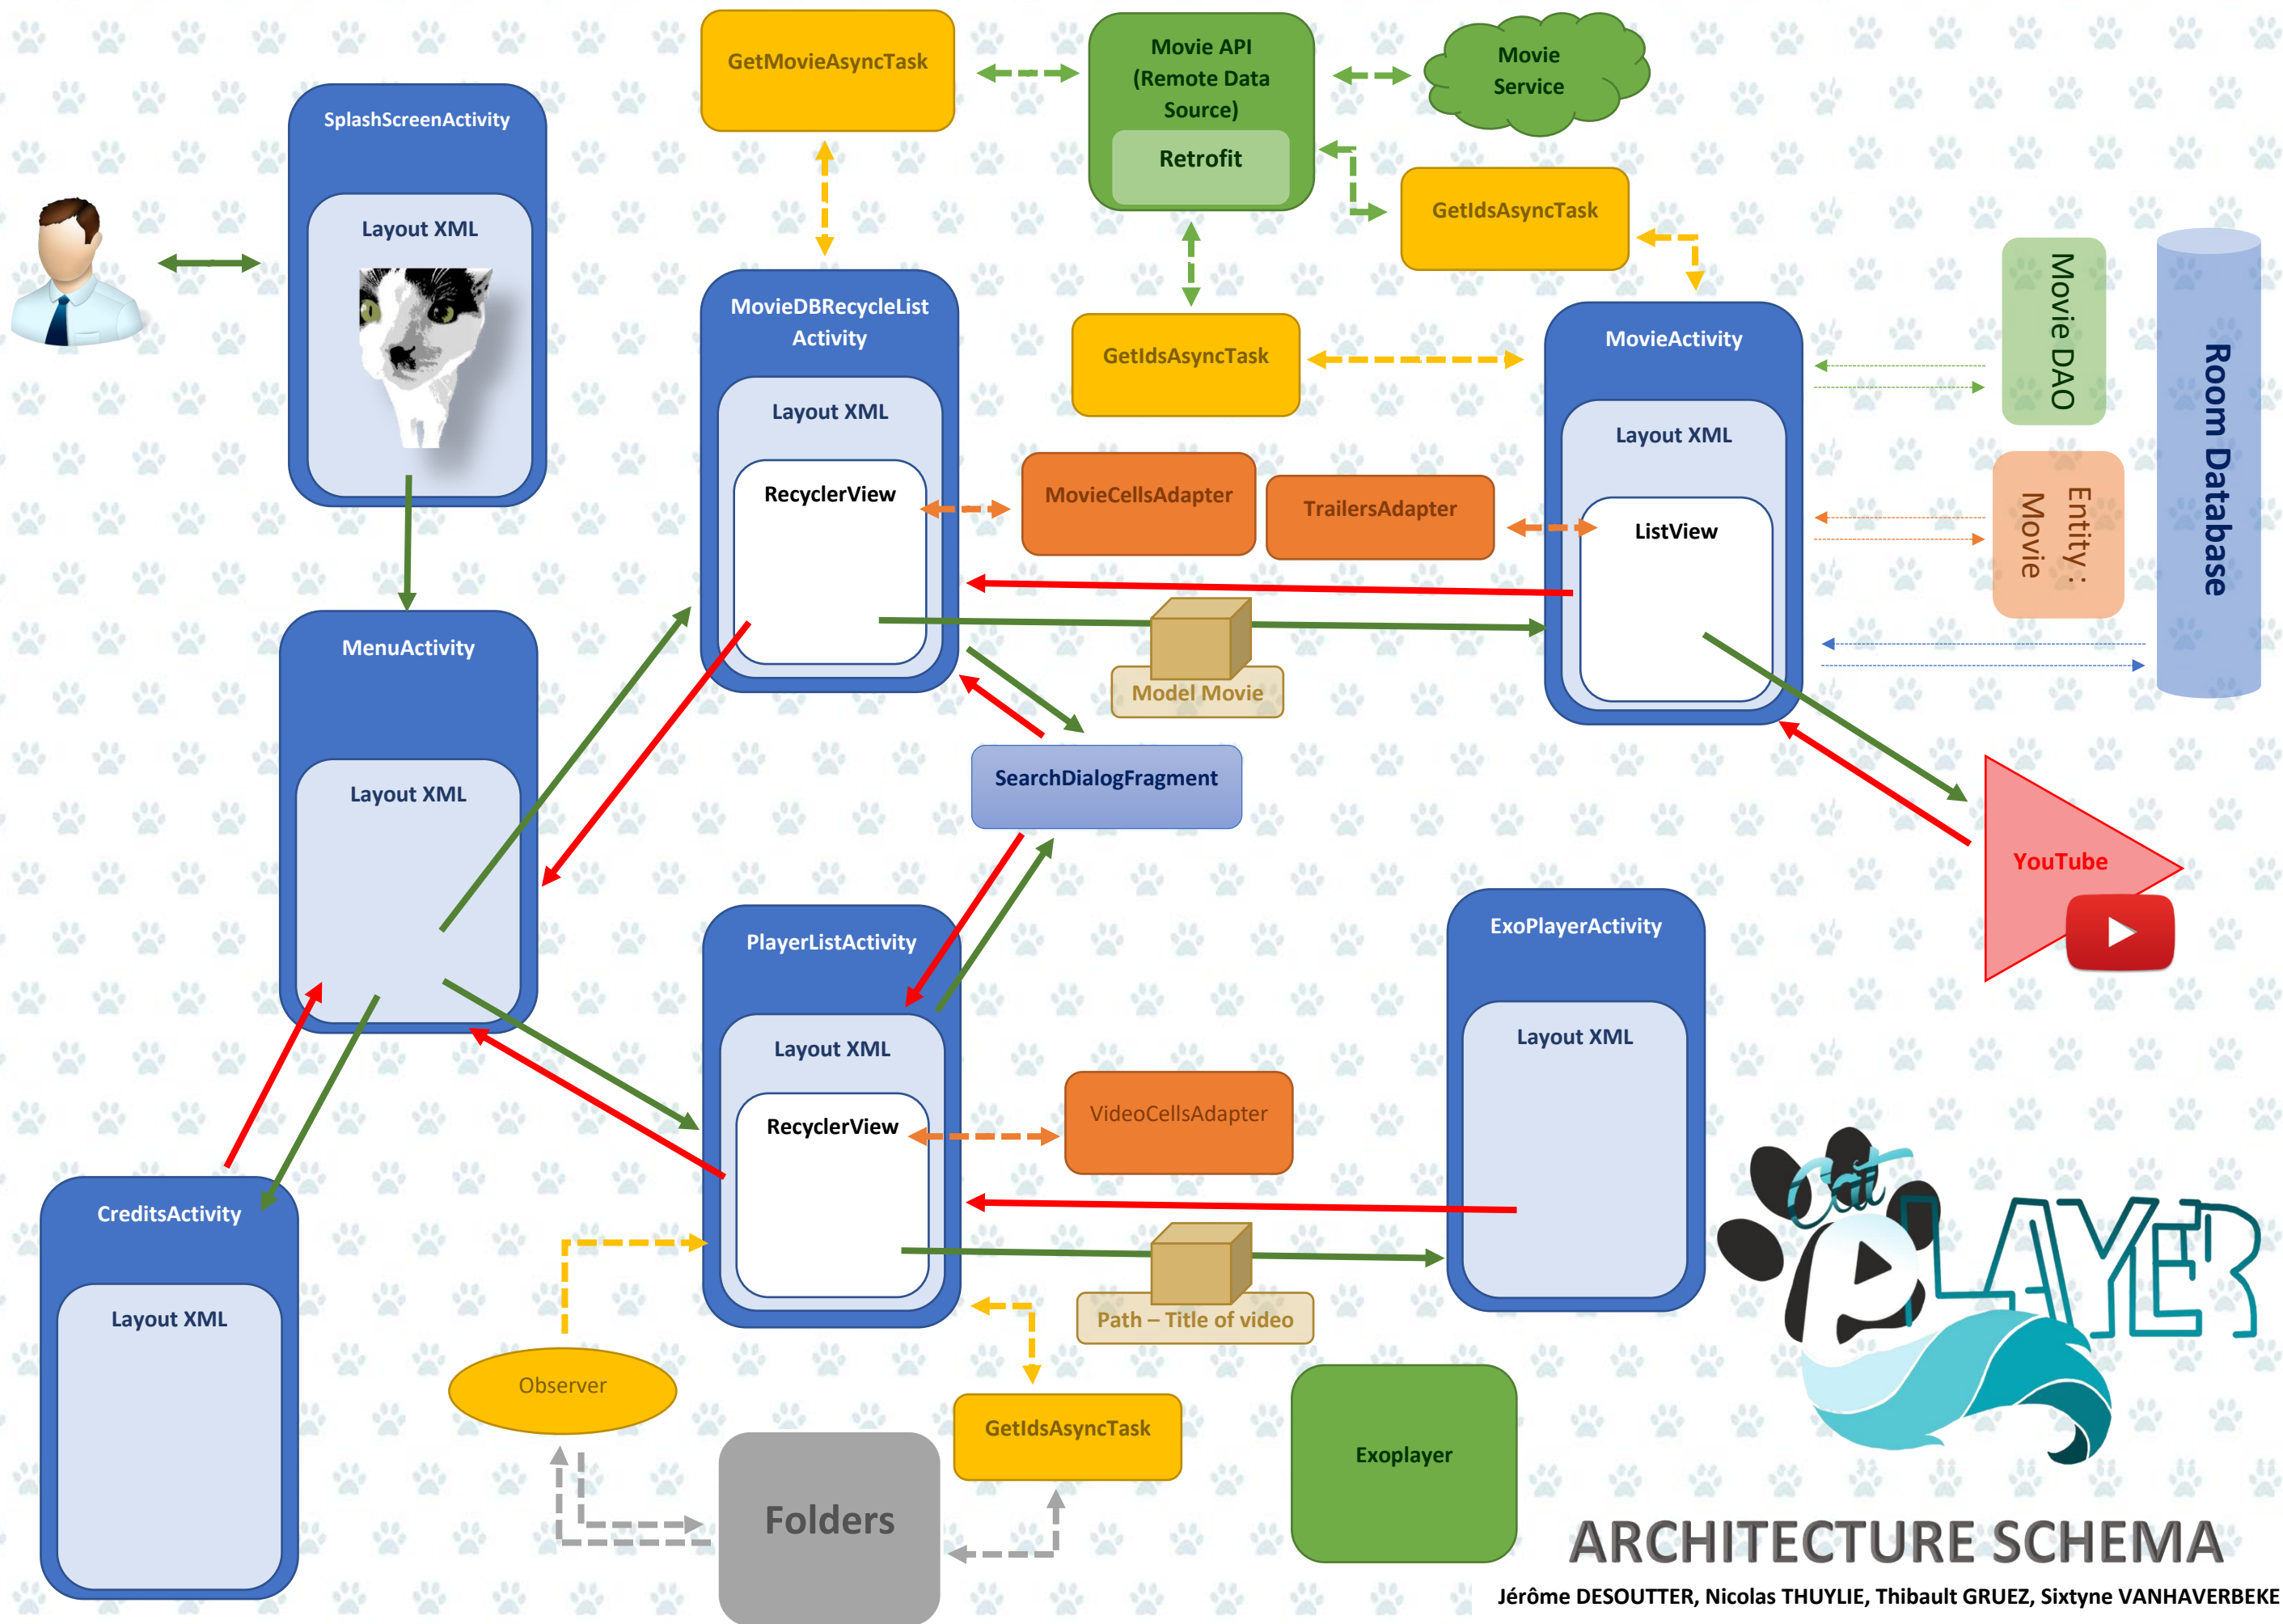 GetMovieAsyncTask
Movie API
(Remote Data
Source)
Retrofit
Movie
Service
SplashScreenActivity
Layout XML
GetIdsAsyncTask
MovieDBRecycleList
Activity
Layout XML
RecyclerView
GetIdsAsyncTask
MovieActivity
Layout XML
ListView
MovieCellsAdapter
TrailersAdapter
Movie DAO
Entity :
Movie
Room Database
MenuActivity
Layout XML
Model Movie
SearchDialogFragment
YouTube
PlayerListActivity
Layout XML
RecyclerView
ExoPlayerActivity
Layout XML
VideoCellsAdapter
CreditsActivity
Layout XML
Path – Title of video
Observer
GetIdsAsyncTask
Folders
Exoplayer
Cat
PLAYER
ARCHITECTURE SCHEMA
Jérôme DESOUTTER, Nicolas THUYLIE, Thibault GRUEZ, Sixtyne VANHAVERBEKE